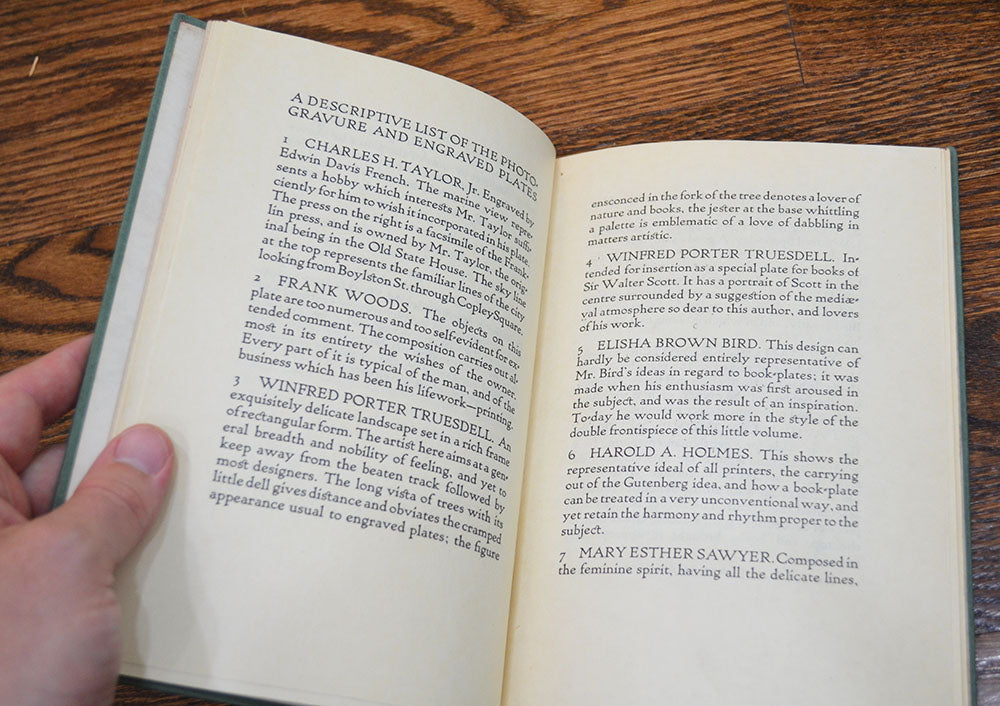 A DESCRIPTIVE LIST OF THE PHOTO-
GRAVURE AND ENGRAVED PLATES
1 CHARLES H. TAYLOR, Jr. Engraved by
Edwin Davis French. The marine view, repre-
sents a hobby which interests Mr. Taylor suffi-
ciently for him to wish it incorporated in his plate.
The press on the right is a facsimile of the Frank-
lin press, and is owned by Mr. Taylor, the orig-
inal being in the Old State House. The sky line
at the top represents the familiar lines of the city
looking from Boylston St. through Copley Square.
2 FRANK WOODS. The objects on this
plate are too numerous and too self-evident for ex-
tended comment. The composition carries out al-
most in its entirety the wishes of the owner.
Every part of it is typical of the man, and of the
business which has been his lifework—printing.
3 WINFRED PORTER TRUESDELL. An
exquisitely delicate landscape set in a rich frame
of rectangular form. The artist here aims at a gen-
eral breadth and nobility of feeling, and yet to
keep away from the beaten track followed by
most designers. The long vista of trees with its
little dell gives distance and obviates the cramped
appearance usual to engraved plates; the figure
ensconced in the fork of the tree denotes a lover of
nature and books, the jester at the base whittling
a palette is emblematic of a love of dabbling in
matters artistic.
4 WINFRED PORTER TRUESDELL. In-
tended for insertion as a special plate for books of
Sir Walter Scott. It has a portrait of Scott in the
centre surrounded by a suggestion of the mediæ-
val atmosphere so dear to this author, and lovers
of his work.
5 ELISHA BROWN BIRD. This design can
hardly be considered entirely representative of
Mr. Bird's ideas in regard to book-plates; it was
made when his enthusiasm was first aroused in
the subject, and was the result of an inspiration.
To-day he would work more in the style of the
double frontispiece of this little volume.
6 HAROLD A. HOLMES. This shows the
representative ideal of all printers, the carrying
out of the Gutenberg idea, and how a book-plate
can be treated in a very unconventional way, and
yet retain the harmony and rhythm proper to the
subject.
7 MARY ESTHER SAWYER. Composed in
the feminine spirit, having all the delicate lines,